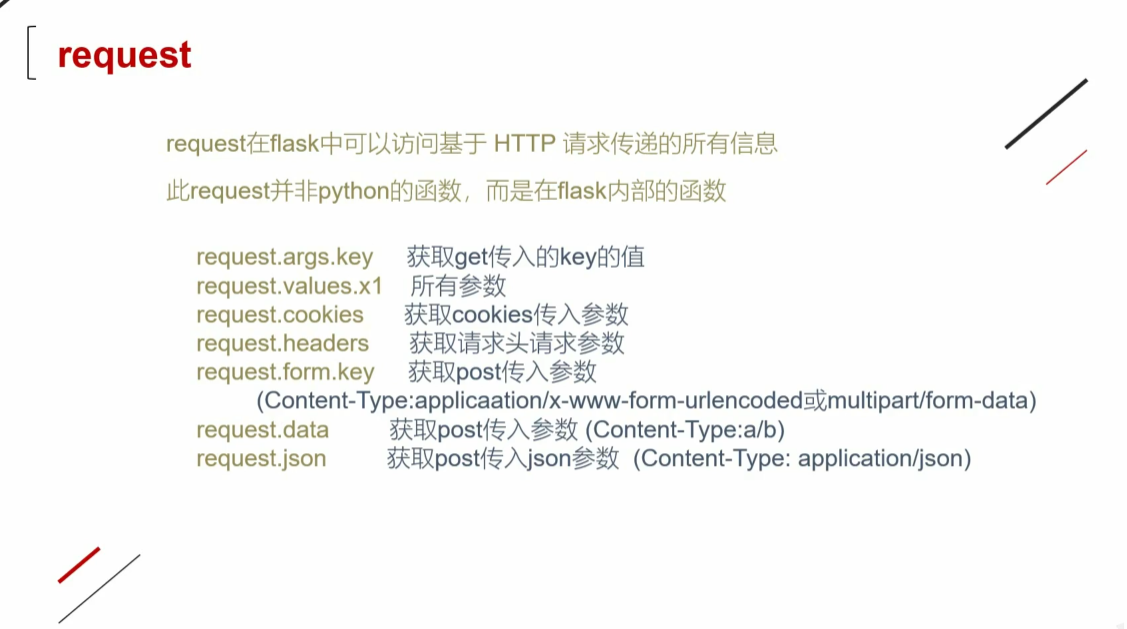 request
request在flask中可以访问基于 HTTP 请求传递的所有信息
此request并非python的函数，而是在flask内部的函数
request.args.key 获取get传入的key的值
request.values.x1 所有参数
request.cookies 获取cookies传入参数
request.headers 获取请求头请求参数
request.form.key 获取post传入参数
(Content-Type:applicaation/x-www-form-urlencoded或multipart/form-data)
request.data 获取post传入参数 (Content-Type:a/b)
request.json 获取post传入json参数 (Content-Type: application/json)